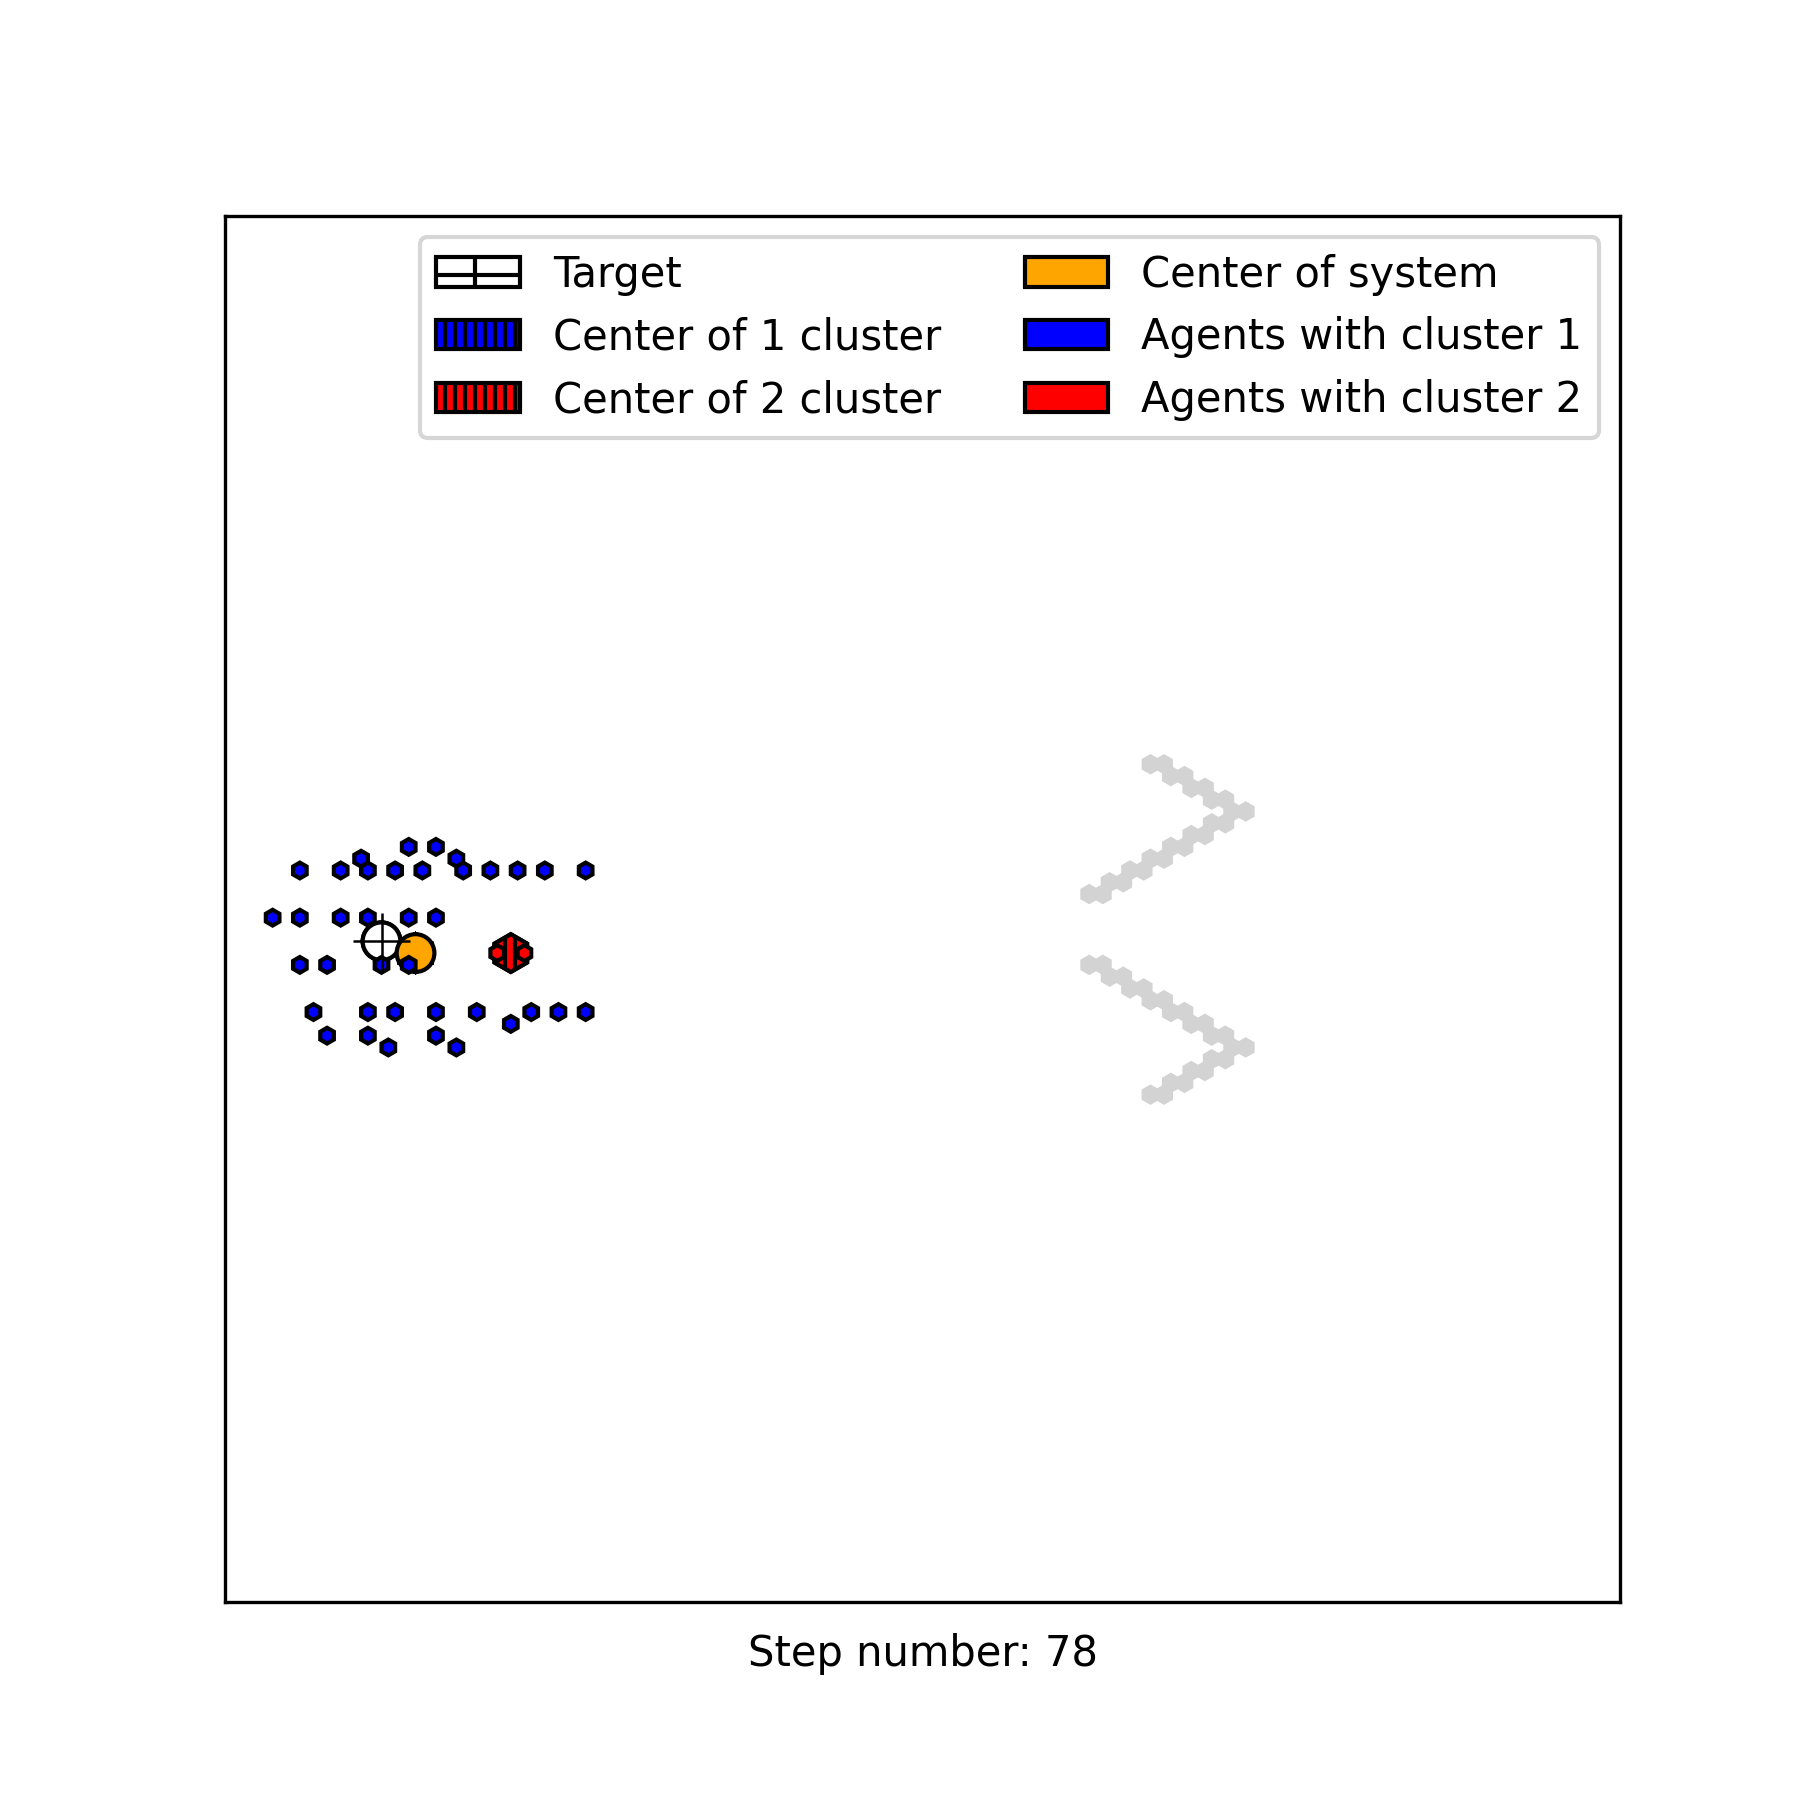 Target
Center of 1 cluster
Center of 2 cluster
Center of system
Agents with cluster 1
Agents with cluster 2
Step number: 78